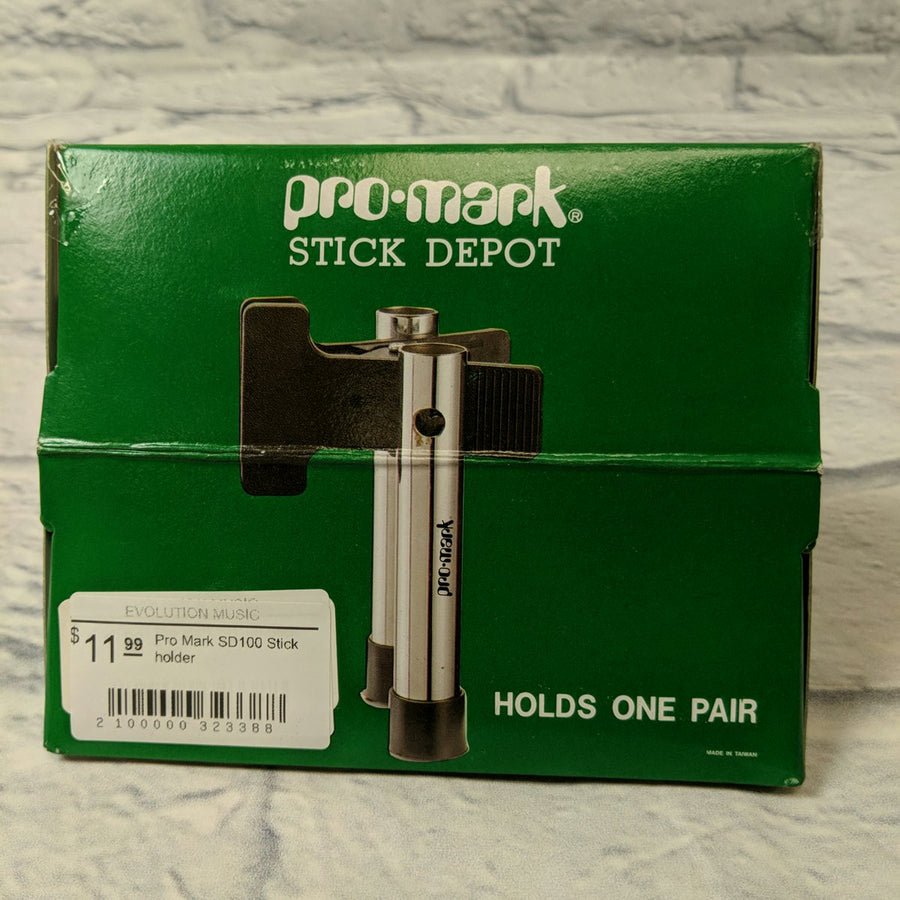 pro·mark®
STICK DEPOT
pro·mark
EVOLUTION MUSIC
$11.99 Pro Mark SD100 Stick
holder
2 100000 323388
HOLDS ONE PAIR
MADE IN TAIWAN